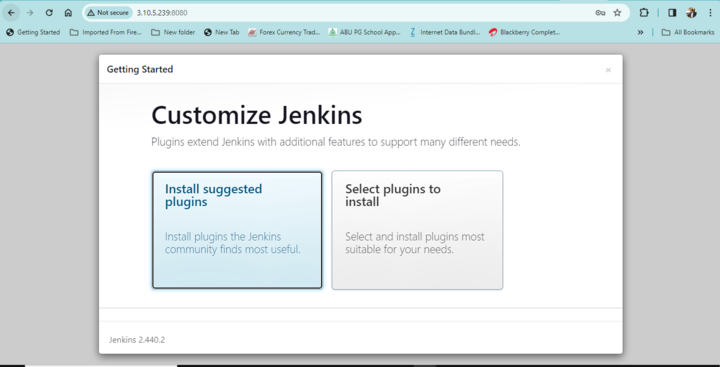 Not secure 3.10.5.239:8080
Getting Started Imported From Fire... New folder New Tab Forex Currency Trad... ABU PG School App... Internet Data Bundl... Blackberry Complet... » All Bookmarks
Getting Started ×
Customize Jenkins
Plugins extend Jenkins with additional features to support many different needs.
Install suggested
plugins
Install plugins the Jenkins
community finds most useful.
Select plugins to
install
Select and install plugins most
suitable for your needs.
Jenkins 2.440.2